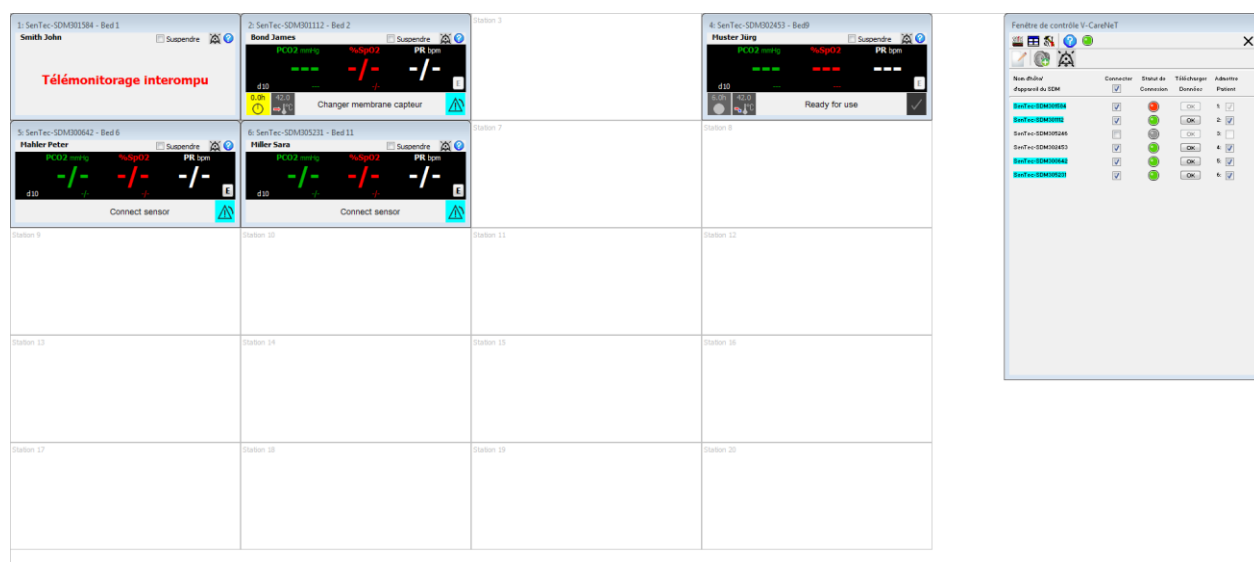 1: SenTec-SDM301584 - Bed 1
Smith John
Suspendre
Télémonitorage interompu
2: SenTec-SDM301112 - Bed 2
Bond James
Suspendre
PCO2 mmHg %SpO2 PR bpm
--- -/- -/-
d10 --- -/- E
0.0h 42.0 °C
Changer membrane capteur
Station 3
4: SenTec-SDM302453 - Bed9
Muster Jürg
Suspendre
PCO2 mmHg %SpO2 PR bpm
--- --- ---
d10 --- --- E
6.0h 42.0 °C
Ready for use
5: SenTec-SDM300642 - Bed 6
Mahler Peter
Suspendre
PCO2 mmHg %SpO2 PR bpm
-/- -/- -/-
d10 -/- -/- E
Connect sensor
6: SenTec-SDM305231 - Bed 11
Miller Sara
Suspendre
PCO2 mmHg %SpO2 PR bpm
-/- -/- -/-
d10 -/- -/- E
Connect sensor
Station 7
Station 8
Station 9
Station 10
Station 11
Station 12
Station 13
Station 14
Station 15
Station 16
Station 17
Station 18
Station 19
Station 20
Fenêtre de contrôle V-CareNeT
Nom d'hôte/ Connecter Statut de Télécharger Admettre
d'appareil du SDM Connexion Données Patient
SenTec-SDM301584 OK 1:
SenTec-SDM301112 OK 2:
SenTec-SDM305246 OK 3:
SenTec-SDM302453 OK 4:
SenTec-SDM300642 OK 5:
SenTec-SDM305231 OK 6: